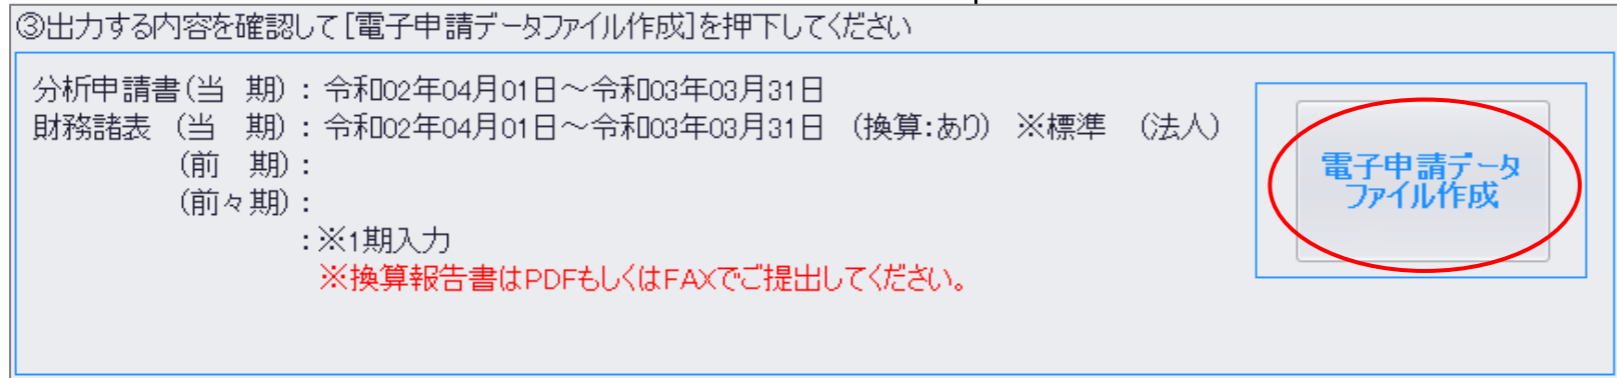 ③出力する内容を確認して[電子申請データファイル作成]を押下してください
分析申請書(当 期) : 令和02年04月01日～令和03年03月31日
財務諸表 (当 期) : 令和02年04月01日～令和03年03月31日 (換算:あり) ※標準 (法人)
(前 期) :
(前々期) :
: ※1期入力
※換算報告書はPDFもしくはFAXでご提出してください。
電子申請データ
ファイル作成